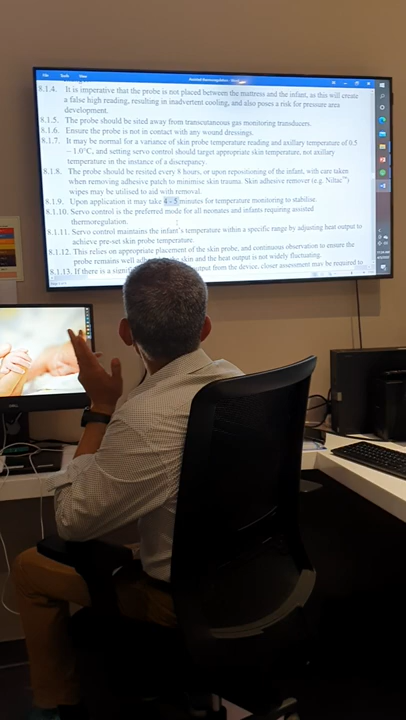 File Tools View
8.1.4. It is imperative that the probe is not placed between the mattress and the infant, as this will create
a false high reading, resulting in inadvertent cooling, and also poses a risk for pressure area
development.
8.1.5. The probe should be sited away from transcutaneous gas monitoring transducers.
8.1.6. Ensure the probe is not in contact with any wound dressings.
8.1.7. It may be normal for a variance of skin probe temperature reading and axillary temperature of 0.5
– 1.0°C, and setting servo control should target appropriate skin temperature, not axillary
temperature in the instance of a discrepancy.
8.1.8. The probe should be resited every 8 hours, or upon repositioning of the infant, with care taken
when removing adhesive patch to minimise skin trauma. Skin adhesive remover (e.g. Niltac™)
wipes may be utilised to aid with removal.
8.1.9. Upon application it may take 4 - 5 minutes for temperature monitoring to stabilise.
8.1.10. Servo control is the preferred mode for all neonates and infants requiring assisted
thermoregulation.
8.1.11. Servo control maintains the infant's temperature within a specific range by adjusting heat output to
achieve pre-set skin probe temperature.
8.1.12. This relies on appropriate placement of the skin probe, and continuous observation to ensure the
probe remains well skin and the heat output is not widely fluctuating.
8.1.13. If there is a output from the device, closer assessment may be required to